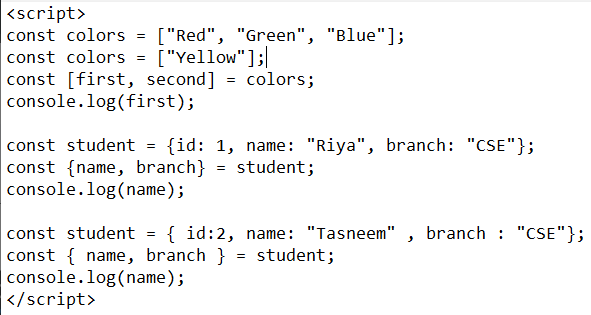 <script>
const colors = ["Red", "Green", "Blue"];
const colors = ["Yellow"];
const [first, second] = colors;
console.log(first);

const student = {id: 1, name: "Riya", branch: "CSE"};
const {name, branch} = student;
console.log(name);

const student = { id:2, name: "Tasneem" , branch : "CSE"};
const { name, branch } = student;
console.log(name);
</script>